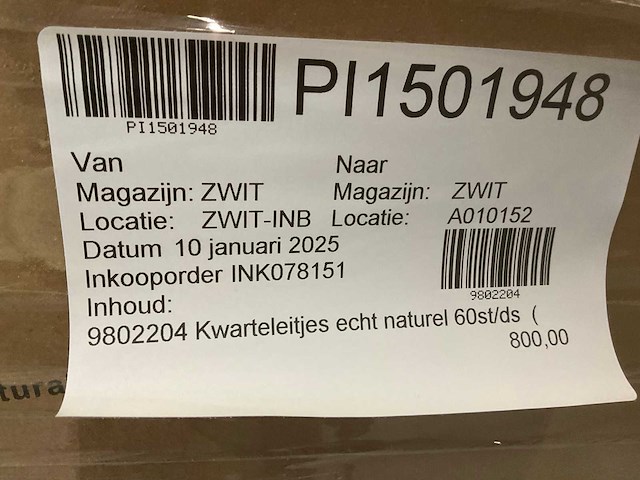 PI1501948
PI1501948
Van Naar
Magazijn: ZWIT Magazijn: ZWIT
Locatie: ZWIT-INB Locatie: A010152
Datum 10 januari 2025
Inkooporder INK078151
9802204
Inhoud:
9802204 Kwarteleitjes echt naturel 60st/ds (
800,00
tura